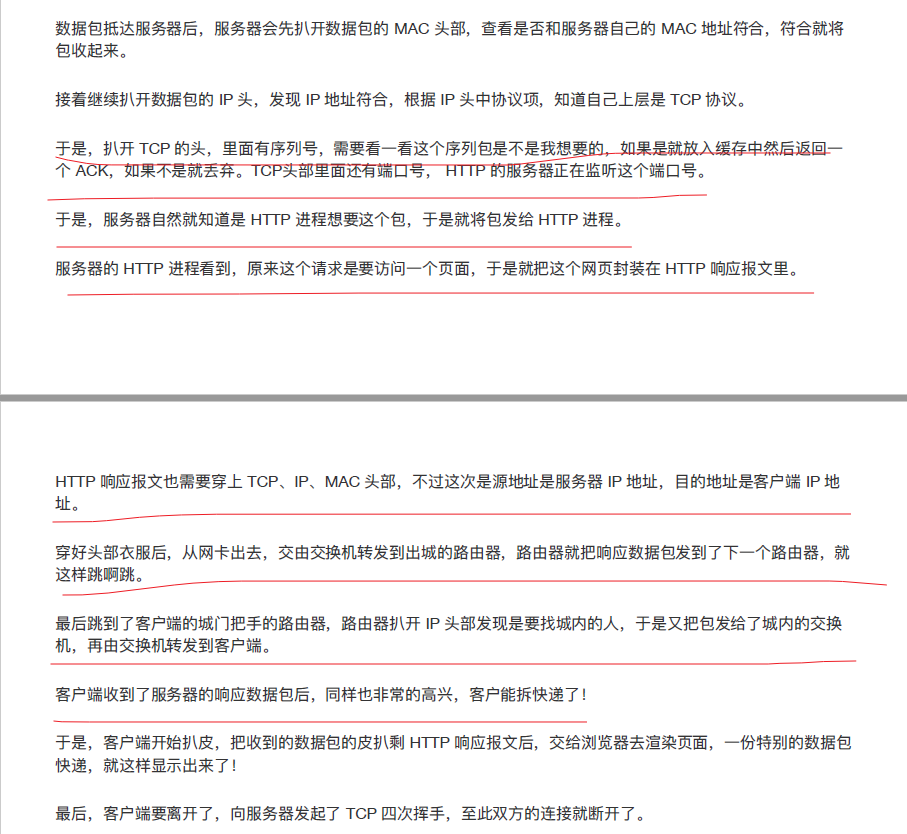 数据包抵达服务器后，服务器会先扒开数据包的 MAC 头部，查看是否和服务器自己的 MAC 地址符合，符合就将
包收起来。
接着继续扒开数据包的 IP 头，发现 IP 地址符合，根据 IP 头中协议项，知道自己上层是 TCP 协议。
于是，扒开 TCP 的头，里面有序列号，需要看一看这个序列包是不是我想要的，如果是就放入缓存中然后返回一
个 ACK，如果不是就丢弃。TCP头部里面还有端口号， HTTP 的服务器正在监听这个端口号。
于是，服务器自然就知道是 HTTP 进程想要这个包，于是就将包发给 HTTP 进程。
服务器的 HTTP 进程看到，原来这个请求是要访问一个页面，于是就把这个网页封装在 HTTP 响应报文里。
HTTP 响应报文也需要穿上 TCP、IP、MAC 头部，不过这次是源地址是服务器 IP 地址，目的地址是客户端 IP 地
址。
穿好头部衣服后，从网卡出去，交由交换机转发到出城的路由器，路由器就把响应数据包发到了下一个路由器，就
这样跳啊跳。
最后跳到了客户端的城门把手的路由器，路由器扒开 IP 头部发现是要找城内的人，于是又把包发给了城内的交换
机，再由交换机转发到客户端。
客户端收到了服务器的响应数据包后，同样也非常的高兴，客户能拆快递了！
于是，客户端开始扒皮，把收到的数据包的皮扒剩 HTTP 响应报文后，交给浏览器去渲染页面，一份特别的数据包
快递，就这样显示出来了！
最后，客户端要离开了，向服务器发起了 TCP 四次挥手，至此双方的连接就断开了。